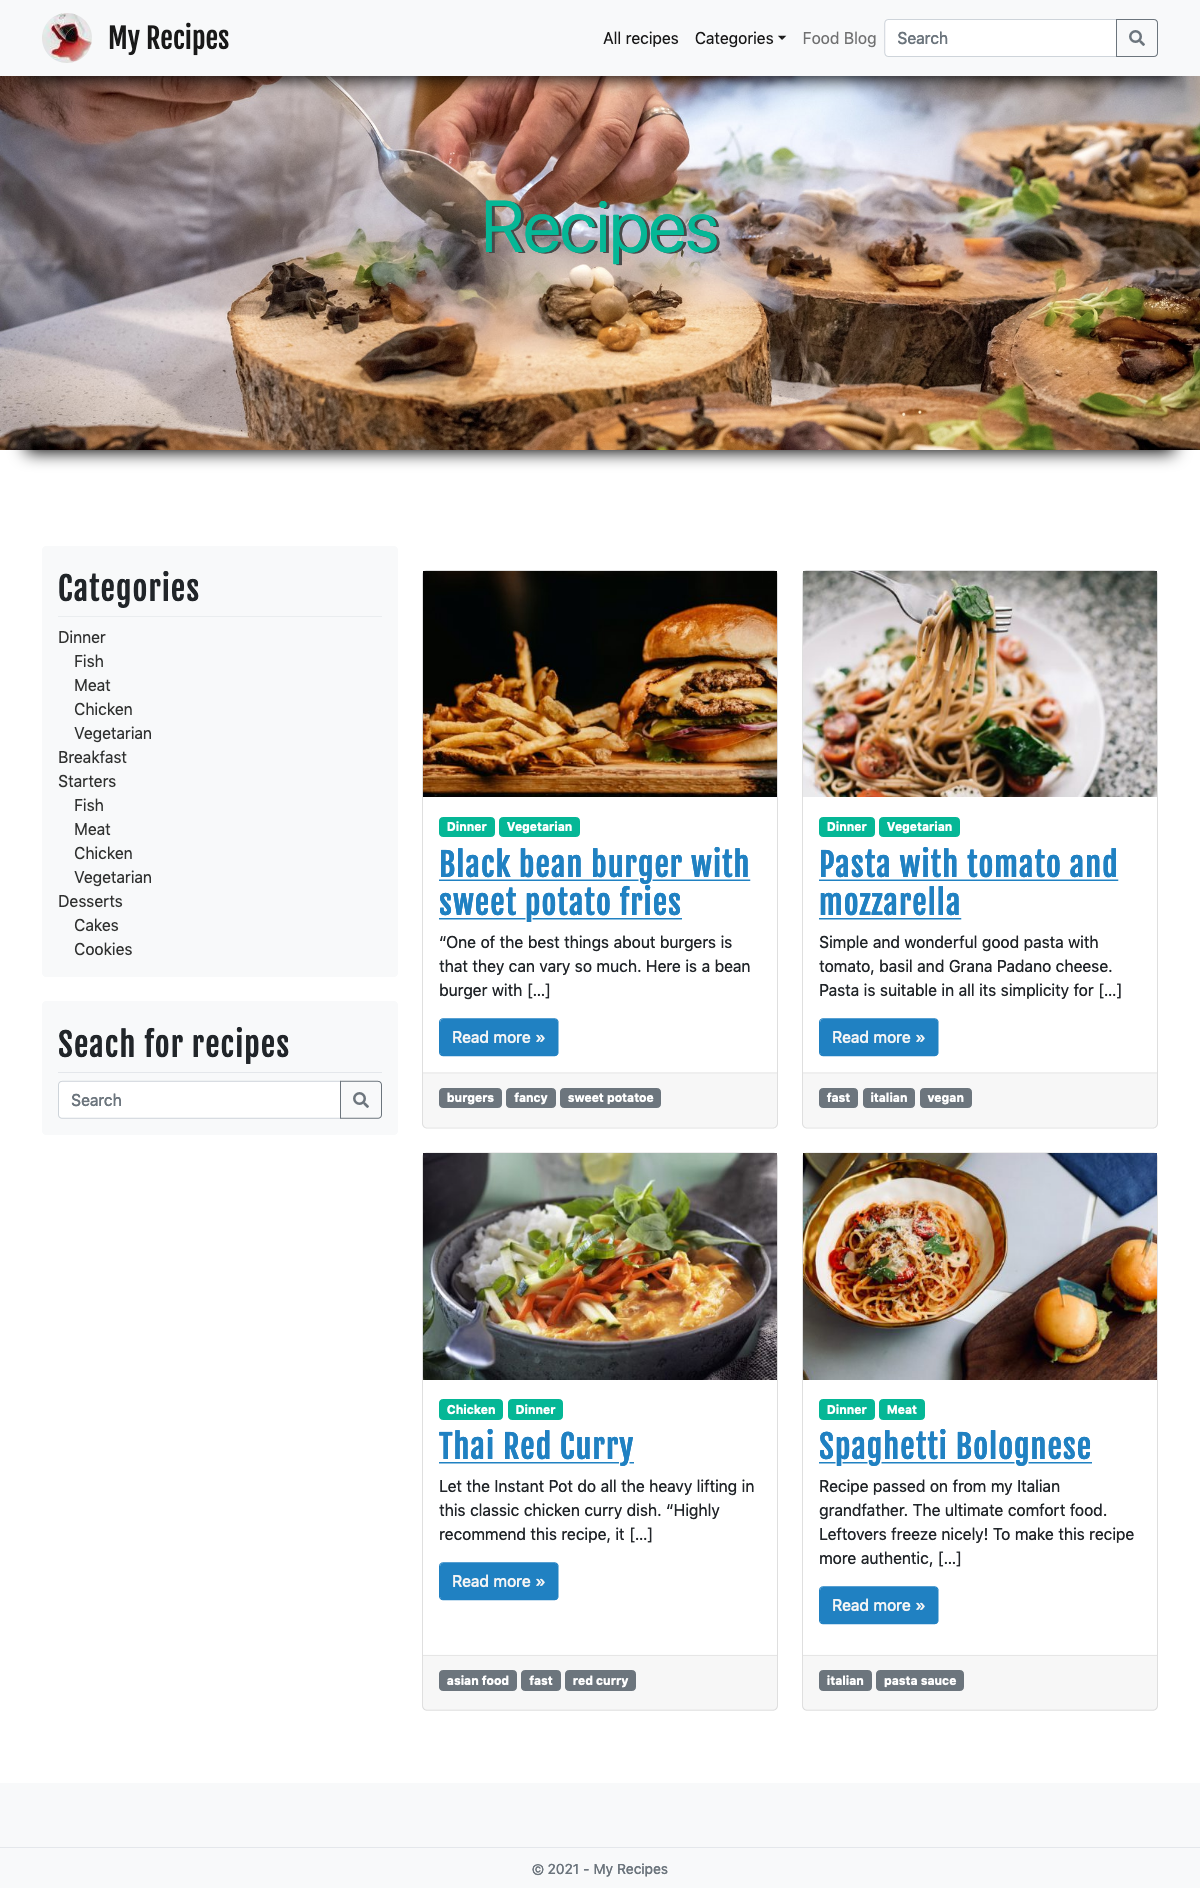 My Recipes
All recipes
Categories
Food Blog
Search
Recipes
Categories
Dinner
Fish
Meat
Chicken
Vegetarian
Breakfast
Starters
Fish
Meat
Chicken
Vegetarian
Desserts
Cakes
Cookies
Seach for recipes
Search
Dinner Vegetarian
Black bean burger with
sweet potato fries
“One of the best things about burgers is
that they can vary so much. Here is a bean
burger with [...]
Read more »
burgers fancy sweet potatoe
Dinner Vegetarian
Pasta with tomato and
mozzarella
Simple and wonderful good pasta with
tomato, basil and Grana Padano cheese.
Pasta is suitable in all its simplicity for [...]
Read more »
fast italian vegan
Chicken Dinner
Thai Red Curry
Let the Instant Pot do all the heavy lifting in
this classic chicken curry dish. “Highly
recommend this recipe, it [...]
Read more »
asian food fast red curry
Dinner Meat
Spaghetti Bolognese
Recipe passed on from my Italian
grandfather. The ultimate comfort food.
Leftovers freeze nicely! To make this recipe
more authentic, [...]
Read more »
italian pasta sauce
© 2021 - My Recipes